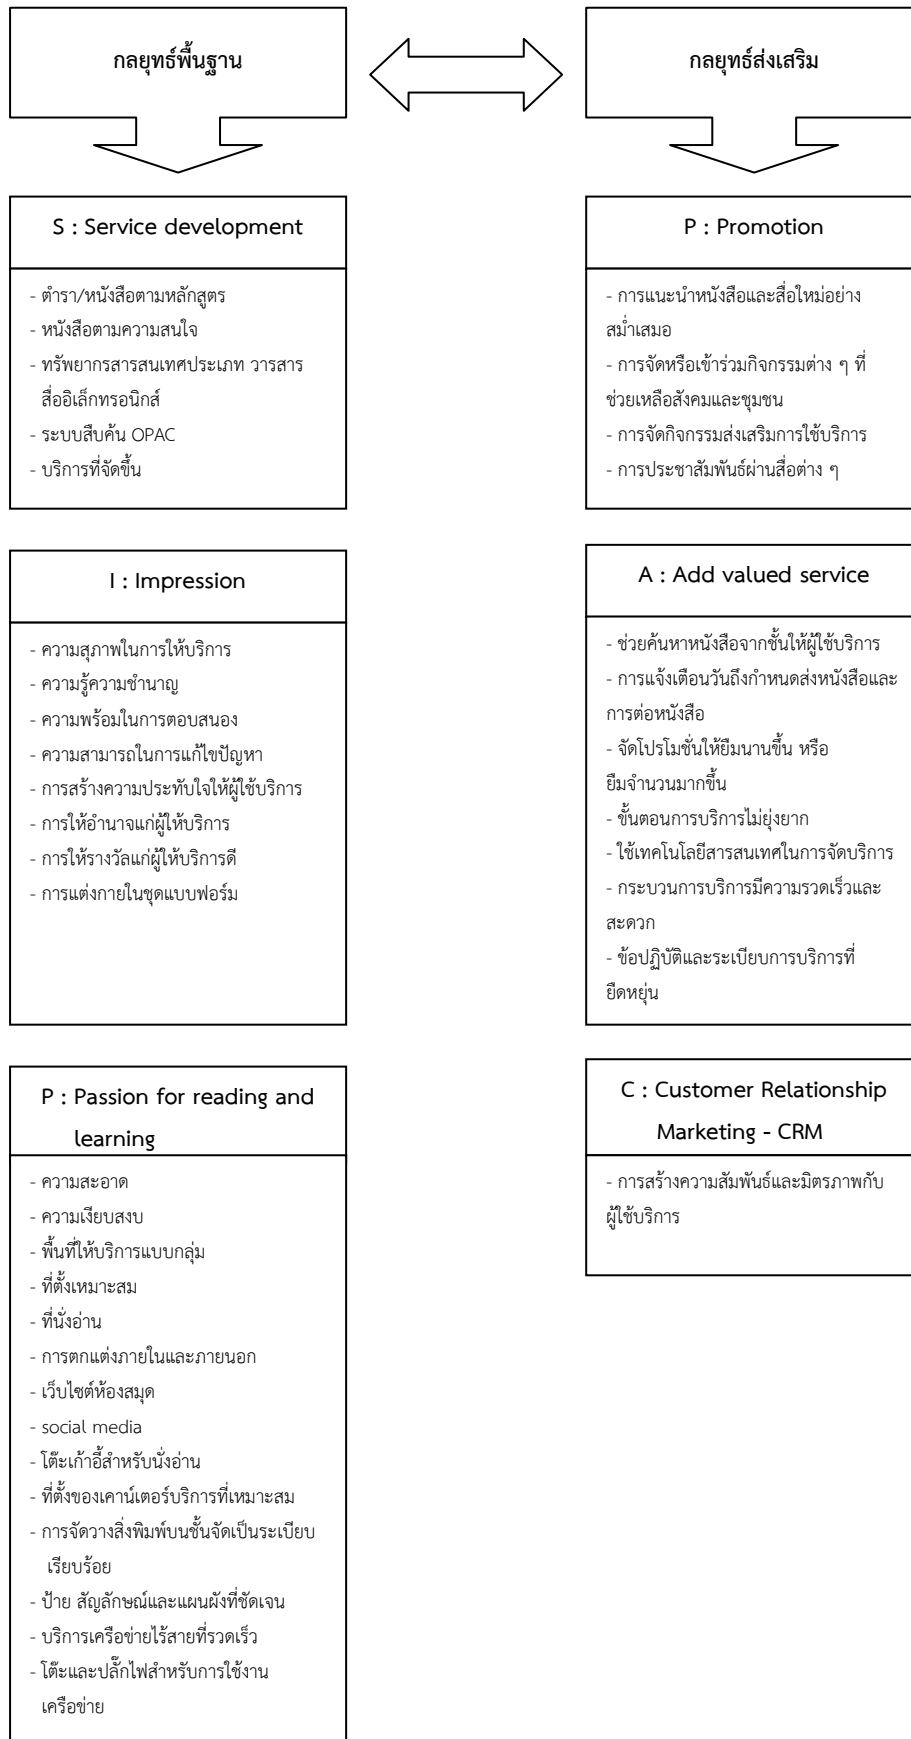 กลยุทธ์พื้นฐาน
กลยุทธ์ส่งเสริม
S : Service development
- ตำรา/หนังสือตามหลักสูตร
- หนังสือตามความสนใจ
- ทรัพยากรสารสนเทศประเภท วารสาร
สื่ออิเล็กทรอนิกส์
- ระบบสืบค้น OPAC
- บริการที่จัดขึ้น
P : Promotion
- การแนะนำหนังสือและสื่อใหม่อย่าง
สม่ำเสมอ
- การจัดหรือเข้าร่วมกิจกรรมต่าง ๆ ที่
ช่วยเหลือสังคมและชุมชน
- การจัดกิจกรรมส่งเสริมการใช้บริการ
- การประชาสัมพันธ์ผ่านสื่อต่าง ๆ
I : Impression
- ความสุภาพในการให้บริการ
- ความรู้ความชำนาญ
- ความพร้อมในการตอบสนอง
- ความสามารถในการแก้ไขปัญหา
- การสร้างความประทับใจให้ผู้ใช้บริการ
- การให้อำนาจแก่ผู้ให้บริการ
- การให้รางวัลแก่ผู้ให้บริการดี
- การแต่งกายในชุดแบบฟอร์ม
A : Add valued service
- ช่วยค้นหาหนังสือจากชั้นให้ผู้ใช้บริการ
- การแจ้งเตือนวันถึงกำหนดส่งหนังสือและ
การต่อหนังสือ
- จัดโปรโมชั่นให้ยืมนานขึ้น หรือ
ยืมจำนวนมากขึ้น
- ขั้นตอนการบริการไม่ยุ่งยาก
- ใช้เทคโนโลยีสารสนเทศในการจัดบริการ
- กระบวนการบริการมีความรวดเร็วและ
สะดวก
- ข้อปฏิบัติและระเบียบการบริการที่
ยืดหยุ่น
P : Passion for reading and
learning
- ความสะอาด
- ความเงียบสงบ
- พื้นที่ให้บริการแบบกลุ่ม
- ที่ตั้งเหมาะสม
- ที่นั่งอ่าน
- การตกแต่งภายในและภายนอก
- เว็บไซต์ห้องสมุด
- social media
- โต๊ะเก้าอี้สำหรับนั่งอ่าน
- ที่ตั้งของเคาน์เตอร์บริการที่เหมาะสม
- การจัดวางสิ่งพิมพ์บนชั้นจัดเป็นระเบียบ
เรียบร้อย
- ป้าย สัญลักษณ์และแผนผังที่ชัดเจน
- บริการเครือข่ายไร้สายที่รวดเร็ว
- โต๊ะและปลั๊กไฟสำหรับการใช้งาน
เครือข่าย
C : Customer Relationship
Marketing - CRM
- การสร้างความสัมพันธ์และมิตรภาพกับ
ผู้ใช้บริการ